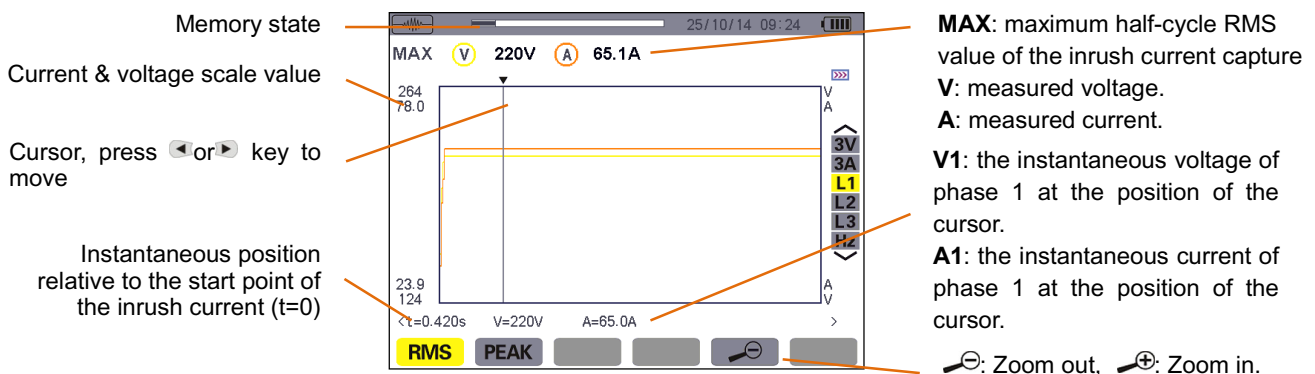 Memory state
Current & voltage scale value
Cursor, press or key to
move
Instantaneous position
relative to the start point of
the inrush current (t=0)
25/10/14 09:24
MAX V 220V A 65.1A
>>>
264
78.0
V
A
3V
3A
L1
L2
L3
Hz
23.9
124
A
V
<t=0.420s V=220V A=65.0A >
RMS PEAK
MAX: maximum half-cycle RMS
value of the inrush current capture
V: measured voltage.
A: measured current.
V1: the instantaneous voltage of
phase 1 at the position of the
cursor.
A1: the instantaneous current of
phase 1 at the position of the
cursor.
: Zoom out, : Zoom in.